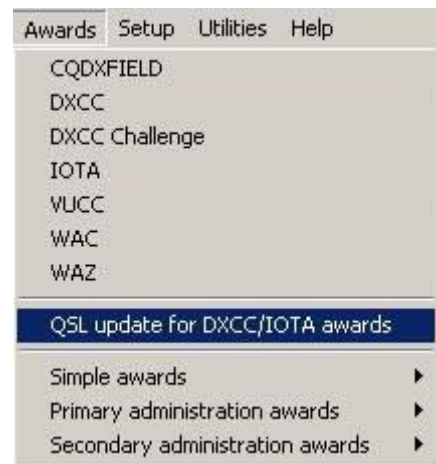 Awards Setup Utilities Help
CQDXFIELD
DXCC
DXCC Challenge
IOTA
VUCC
WAC
WAZ
QSL update for DXCC/IOTA awards
Simple awards
Primary administration awards
Secondary administration awards